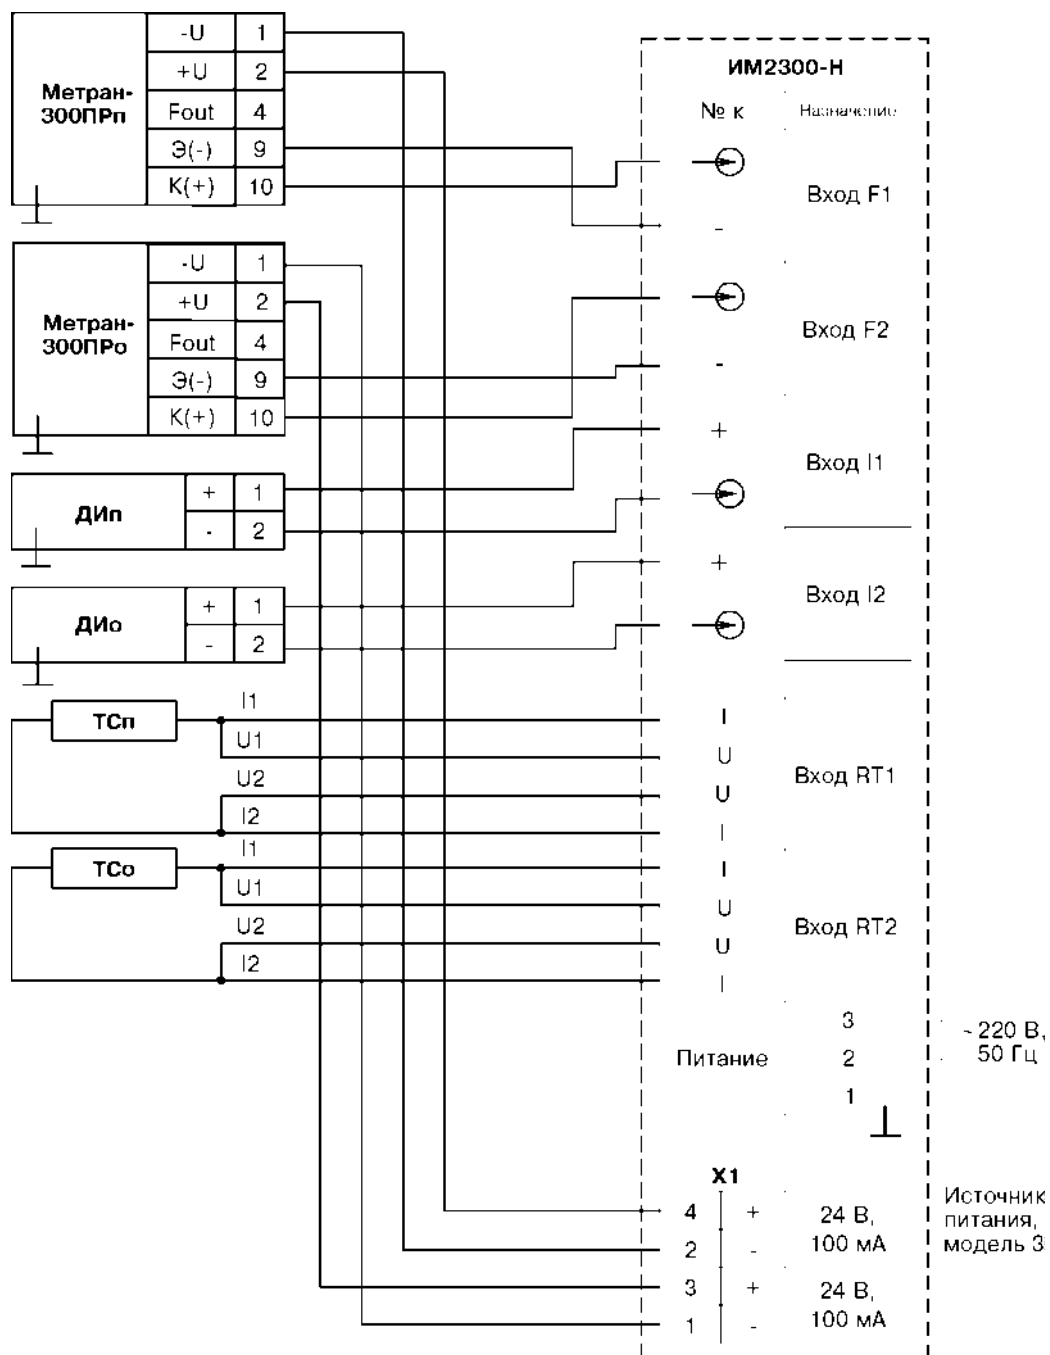 Метран-
300ПРп
-U 1
+U 2
Fout 4
Э(-) 9
К(+) 10
Метран-
300ПРо
-U 1
+U 2
Fout 4
Э(-) 9
К(+) 10
ДИп
+ 1
- 2
ДИо
+ 1
- 2
ТСп
I1
U1
U2
I2
ТСо
I1
U1
U2
I2
ИМ2300-Н
№ к Назначение
Вход F1
-
Вход F2
-
+
Вход I1
+
Вход I2
I
U
Вход RT1
U
I
I
U
Вход RT2
U
I
Питание
3
2
1
~220 В,
50 Гц
X1
4 + 24 В,
2 - 100 мА
3 + 24 В,
1 - 100 мА
Источник
питания,
модель 3